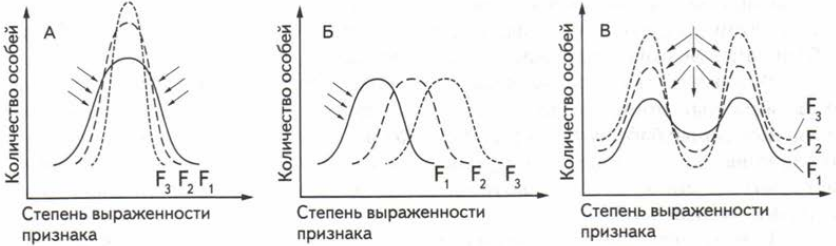 А
Количество особей
F₃ F₂ F₁
Степень выраженности
признака
Б
Количество особей
F₁ F₂ F₃
Степень выраженности
признака
В
Количество особей
F₃
F₂
F₁
Степень выраженности
признака